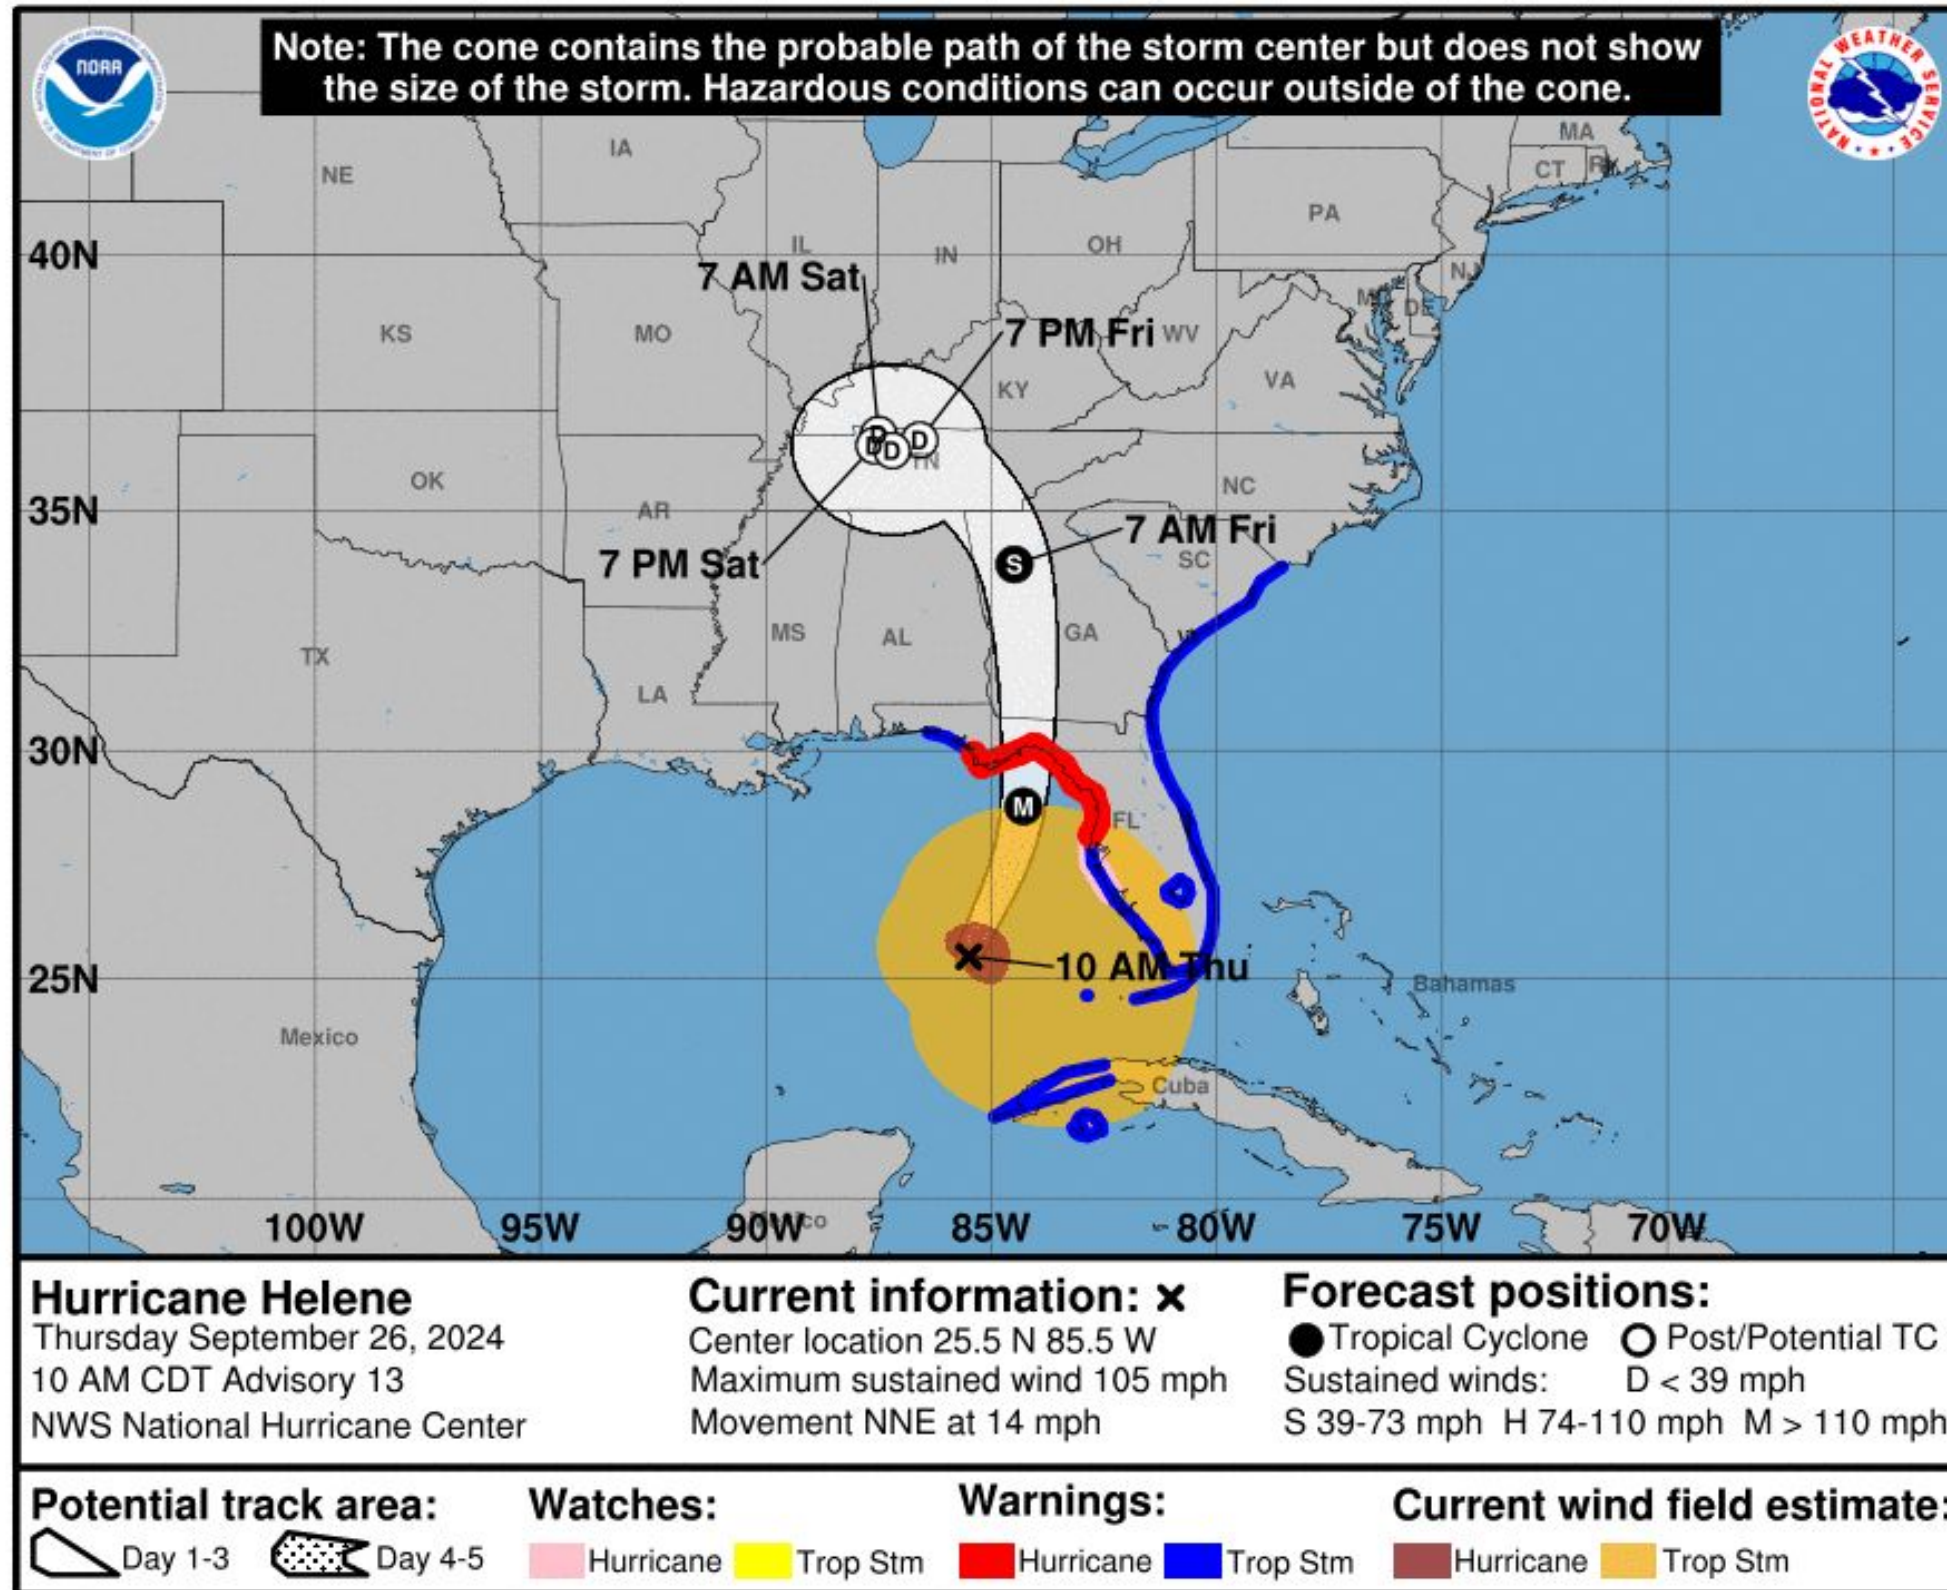 Note: The cone contains the probable path of the storm center but does not show
the size of the storm. Hazardous conditions can occur outside of the cone.
NOAA
NATIONAL WEATHER SERVICE
MA
IA
CT
NE
PA
IL
IN
OH
40N
7 AM Sat
NJ
DE
KS
MO
7 PM Fri
WV
KY
VA
D
D
D
TN
OK
NC
AR
35N
7 AM Fri
S
SC
7 PM Sat
MS
AL
GA
TX
LA
30N
M
FL
10 AM Thu
25N
Bahamas
Mexico
Cuba
Mexico
100W 95W 90W 85W 80W 75W 70W
Hurricane Helene
Thursday September 26, 2024
10 AM CDT Advisory 13
NWS National Hurricane Center
Current information: ×
Center location 25.5 N 85.5 W
Maximum sustained wind 105 mph
Movement NNE at 14 mph
Forecast positions:
Tropical Cyclone Post/Potential TC
Sustained winds: D < 39 mph
S 39-73 mph H 74-110 mph M > 110 mph
Potential track area:
Day 1-3 Day 4-5
Watches:
Hurricane Trop Stm
Warnings:
Hurricane Trop Stm
Current wind field estimate:
Hurricane Trop Stm